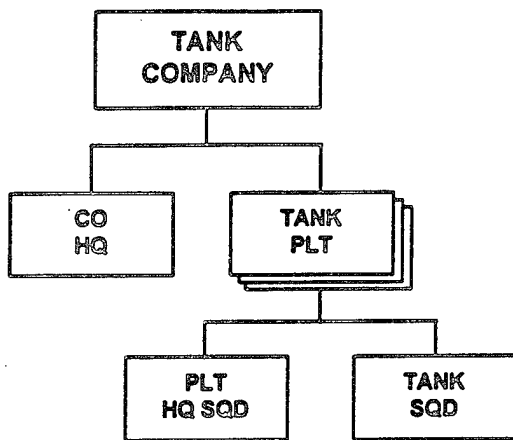 TANK
COMPANY
CO
HQ
TANK
PLT
PLT
HQ SQD
TANK
SQD